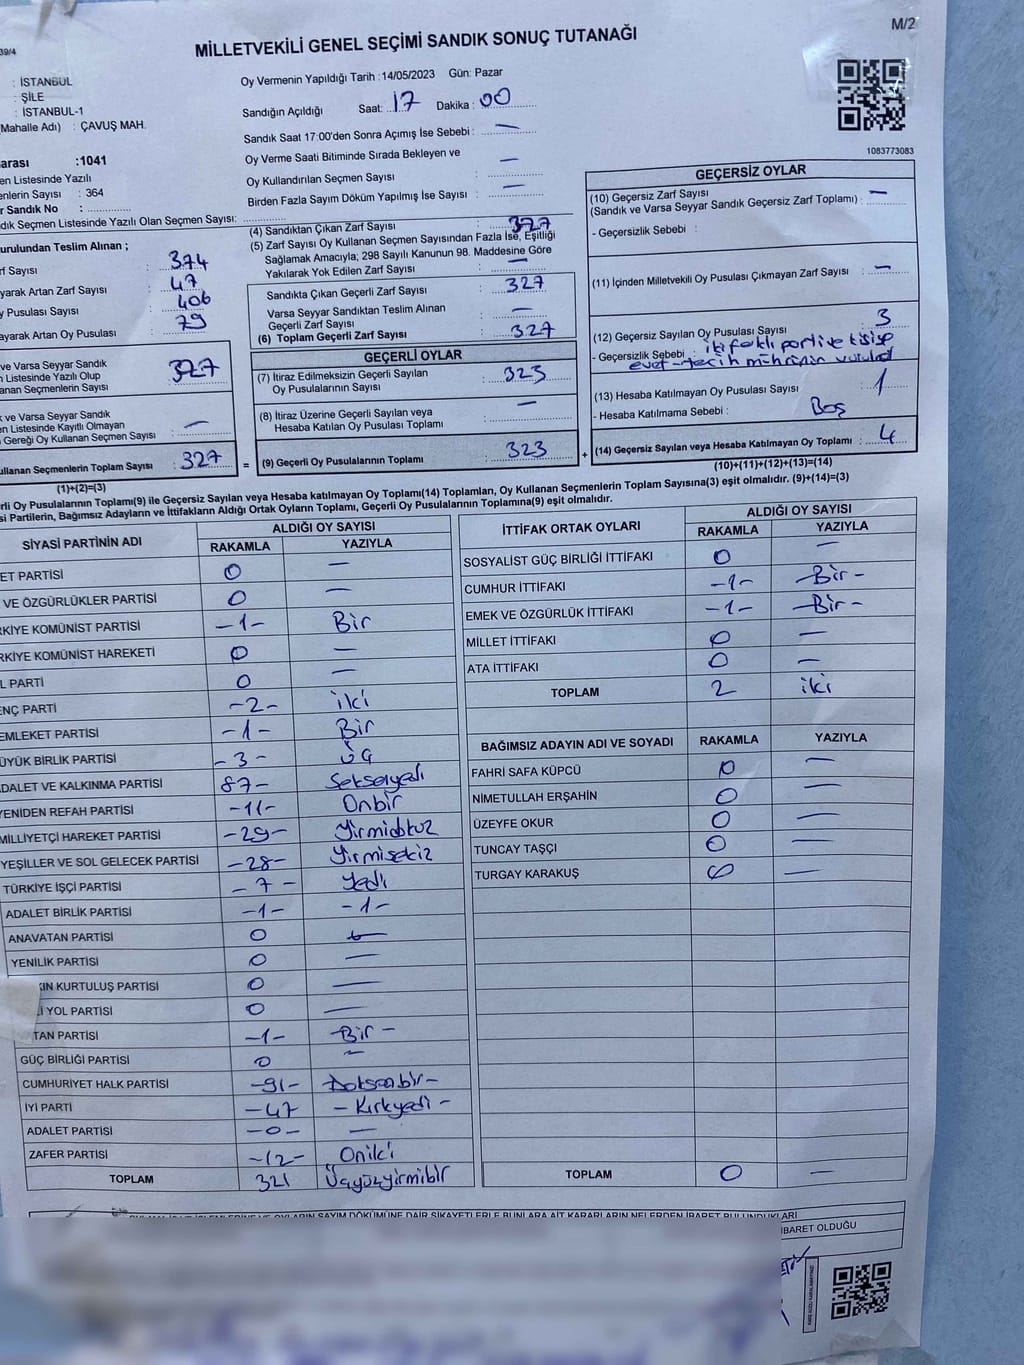 M/2
39/4
MİLLETVEKİLİ GENEL SEÇİMİ SANDIK SONUÇ TUTANAĞI
: İSTANBUL
: ŞİLE
: İSTANBUL-1
(Mahalle Adı) : ÇAVUŞ MAH.
Oy Vermenin Yapıldığı Tarih : 14/05/2023 Gün: Pazar
Sandığın Açıldığı Saat: 17 Dakika : 00
Sandık Saat 17:00'den Sonra Açımış İse Sebebi : —
Oy Verme Saati Bitiminde Sırada Bekleyen ve
Oy Kullandırılan Seçmen Sayısı : —
Birden Fazla Sayım Döküm Yapılmış İse Sayısı : —
1083773083
arası :1041
en Listesinde Yazılı
enlerin Sayısı : 364
r Sandık No :
dık Seçmen Listesinde Yazılı Olan Seçmen Sayısı:
urulundan Teslim Alınan ;
rf Sayısı : 374
yarak Artan Zarf Sayısı : 47
y Pusulası Sayısı : 406
ayarak Artan Oy Pusulası : 79
ve Varsa Seyyar Sandık
n Listesinde Yazılı Olup
anan Seçmenlerin Sayısı : 327
k ve Varsa Seyyar Sandık
en Listesinde Kayıtlı Olmayan
Gereği Oy Kullanan Seçmen Sayısı : —
ullanan Seçmenlerin Toplam Sayısı : 327
(1)+(2)=(3)
(4) Sandıktan Çıkan Zarf Sayısı : 327
(5) Zarf Sayısı Oy Kullanan Seçmen Sayısından Fazla İse, Eşitliği
Sağlamak Amacıyla; 298 Sayılı Kanunun 98. Maddesine Göre
Yakılarak Yok Edilen Zarf Sayısı : —
Sandıkta Çıkan Geçerli Zarf Sayısı : 327
Varsa Seyyar Sandıktan Teslim Alınan
Geçerli Zarf Sayısı : —
(6) Toplam Geçerli Zarf Sayısı : 327
=
GEÇERLİ OYLAR
(7) İtiraz Edilmeksizin Geçerli Sayılan
Oy Pusulalarının Sayısı : 323
(8) İtiraz Üzerine Geçerli Sayılan veya
Hesaba Katılan Oy Pusulası Toplamı : —
(9) Geçerli Oy Pusulalarının Toplamı : 323
+
GEÇERSİZ OYLAR
(10) Geçersiz Zarf Sayısı
(Sandık ve Varsa Seyyar Sandık Geçersiz Zarf Toplamı) : —
- Geçersizlik Sebebi :
(11) İçinden Milletvekili Oy Pusulası Çıkmayan Zarf Sayısı : —
(12) Geçersiz Sayılan Oy Pusulası Sayısı : 3
- Geçersizlik Sebebi : iki farklı parti ve kişiye
evet-tercih mührünün vurulması
(13) Hesaba Katılmayan Oy Pusulası Sayısı : 1
- Hesaba Katılmama Sebebi : Boş
(14) Geçersiz Sayılan veya Hesaba Katılmayan Oy Toplamı : 4
(10)+(11)+(12)+(13)=(14)
rli Oy Pusulalarının Toplamı(9) ile Geçersiz Sayılan veya Hesaba katılmayan Oy Toplamı(14) Toplamları, Oy Kullanan Seçmenlerin Toplam Sayısına(3) eşit olmalıdır. (9)+(14)=(3)
si Partilerin, Bağımsız Adayların ve İttifakların Aldığı Ortak Oyların Toplamı, Geçerli Oy Pusulalarının Toplamına(9) eşit olmalıdır.
SİYASİ PARTİNİN ADI ALDIĞI OY SAYISI
RAKAMLA YAZIYLA
ET PARTİSİ 0 —
VE ÖZGÜRLÜKLER PARTİSİ 0 —
RKİYE KOMÜNİST PARTİSİ -1- Bir
RKİYE KOMÜNİST HAREKETİ 0 —
L PARTİ 0 —
ENÇ PARTİ -2- iki
EMLEKET PARTİSİ -1- Bir
ÜYÜK BİRLİK PARTİSİ -3- üç
DALET VE KALKINMA PARTİSİ 87- Seksenyedi
YENİDEN REFAH PARTİSİ -11- Onbir
MİLLİYETÇİ HAREKET PARTİSİ -29- Yirmidokuz
YEŞİLLER VE SOL GELECEK PARTİSİ -28- Yirmisekiz
TÜRKİYE İŞÇİ PARTİSİ -7- Yedi
ADALET BİRLİK PARTİSİ -1- -1-
ANAVATAN PARTİSİ 0 —
YENİLİK PARTİSİ 0 —
KIN KURTULUŞ PARTİSİ 0 —
Lİ YOL PARTİSİ 0 —
TAN PARTİSİ -1- Bir -
GÜÇ BİRLİĞİ PARTİSİ 0 —
CUMHURİYET HALK PARTİSİ -91- Doksanbir-
İYİ PARTİ -47 - Kırkyedi -
ADALET PARTİSİ -0- —
ZAFER PARTİSİ -12- Oniki
TOPLAM 321 Üçyüzyirmibir
İTTİFAK ORTAK OYLARI ALDIĞI OY SAYISI
RAKAMLA YAZIYLA
SOSYALİST GÜÇ BİRLİĞİ İTTİFAKI 0 —
CUMHUR İTTİFAKI -1- -Bir-
EMEK VE ÖZGÜRLÜK İTTİFAKI -1- -Bir-
MİLLET İTTİFAKI 0 —
ATA İTTİFAKI 0 —
TOPLAM 2 iki
BAĞIMSIZ ADAYIN ADI VE SOYADI RAKAMLA YAZIYLA
FAHRİ SAFA KÜPCÜ 0 —
NİMETULLAH ERŞAHİN 0 —
ÜZEYFE OKUR 0 —
TUNCAY TAŞÇI 0 —
TURGAY KARAKUŞ 0 —
TOPLAM 0 —
OYLARIN SAYIM DÖKÜMÜNE DAİR ŞİKAYETLERLE BUNLARA AİT KARARLARIN NELERDEN İBARET BULUNDUKLARI
İBARET OLDUĞU